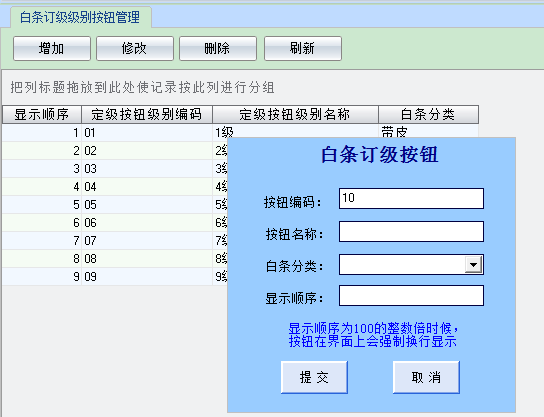 白条订级级别按钮管理
增加 修改 删除 刷新
把列标题拖放到此处使记录按此列进行分组
显示顺序 定级按钮级别编码 定级按钮级别名称 白条分类
1 01 1级 带皮
2 02 2级
3 03 3级
4 04 4级
5 05 5级
6 06 6级
7 07 7级
8 08 8级
9 09 9级
白条订级按钮
按钮编码: 10
按钮名称:
白条分类:
显示顺序:
显示顺序为100的整数倍时候,
按钮在界面上会强制换行显示
提交 取消